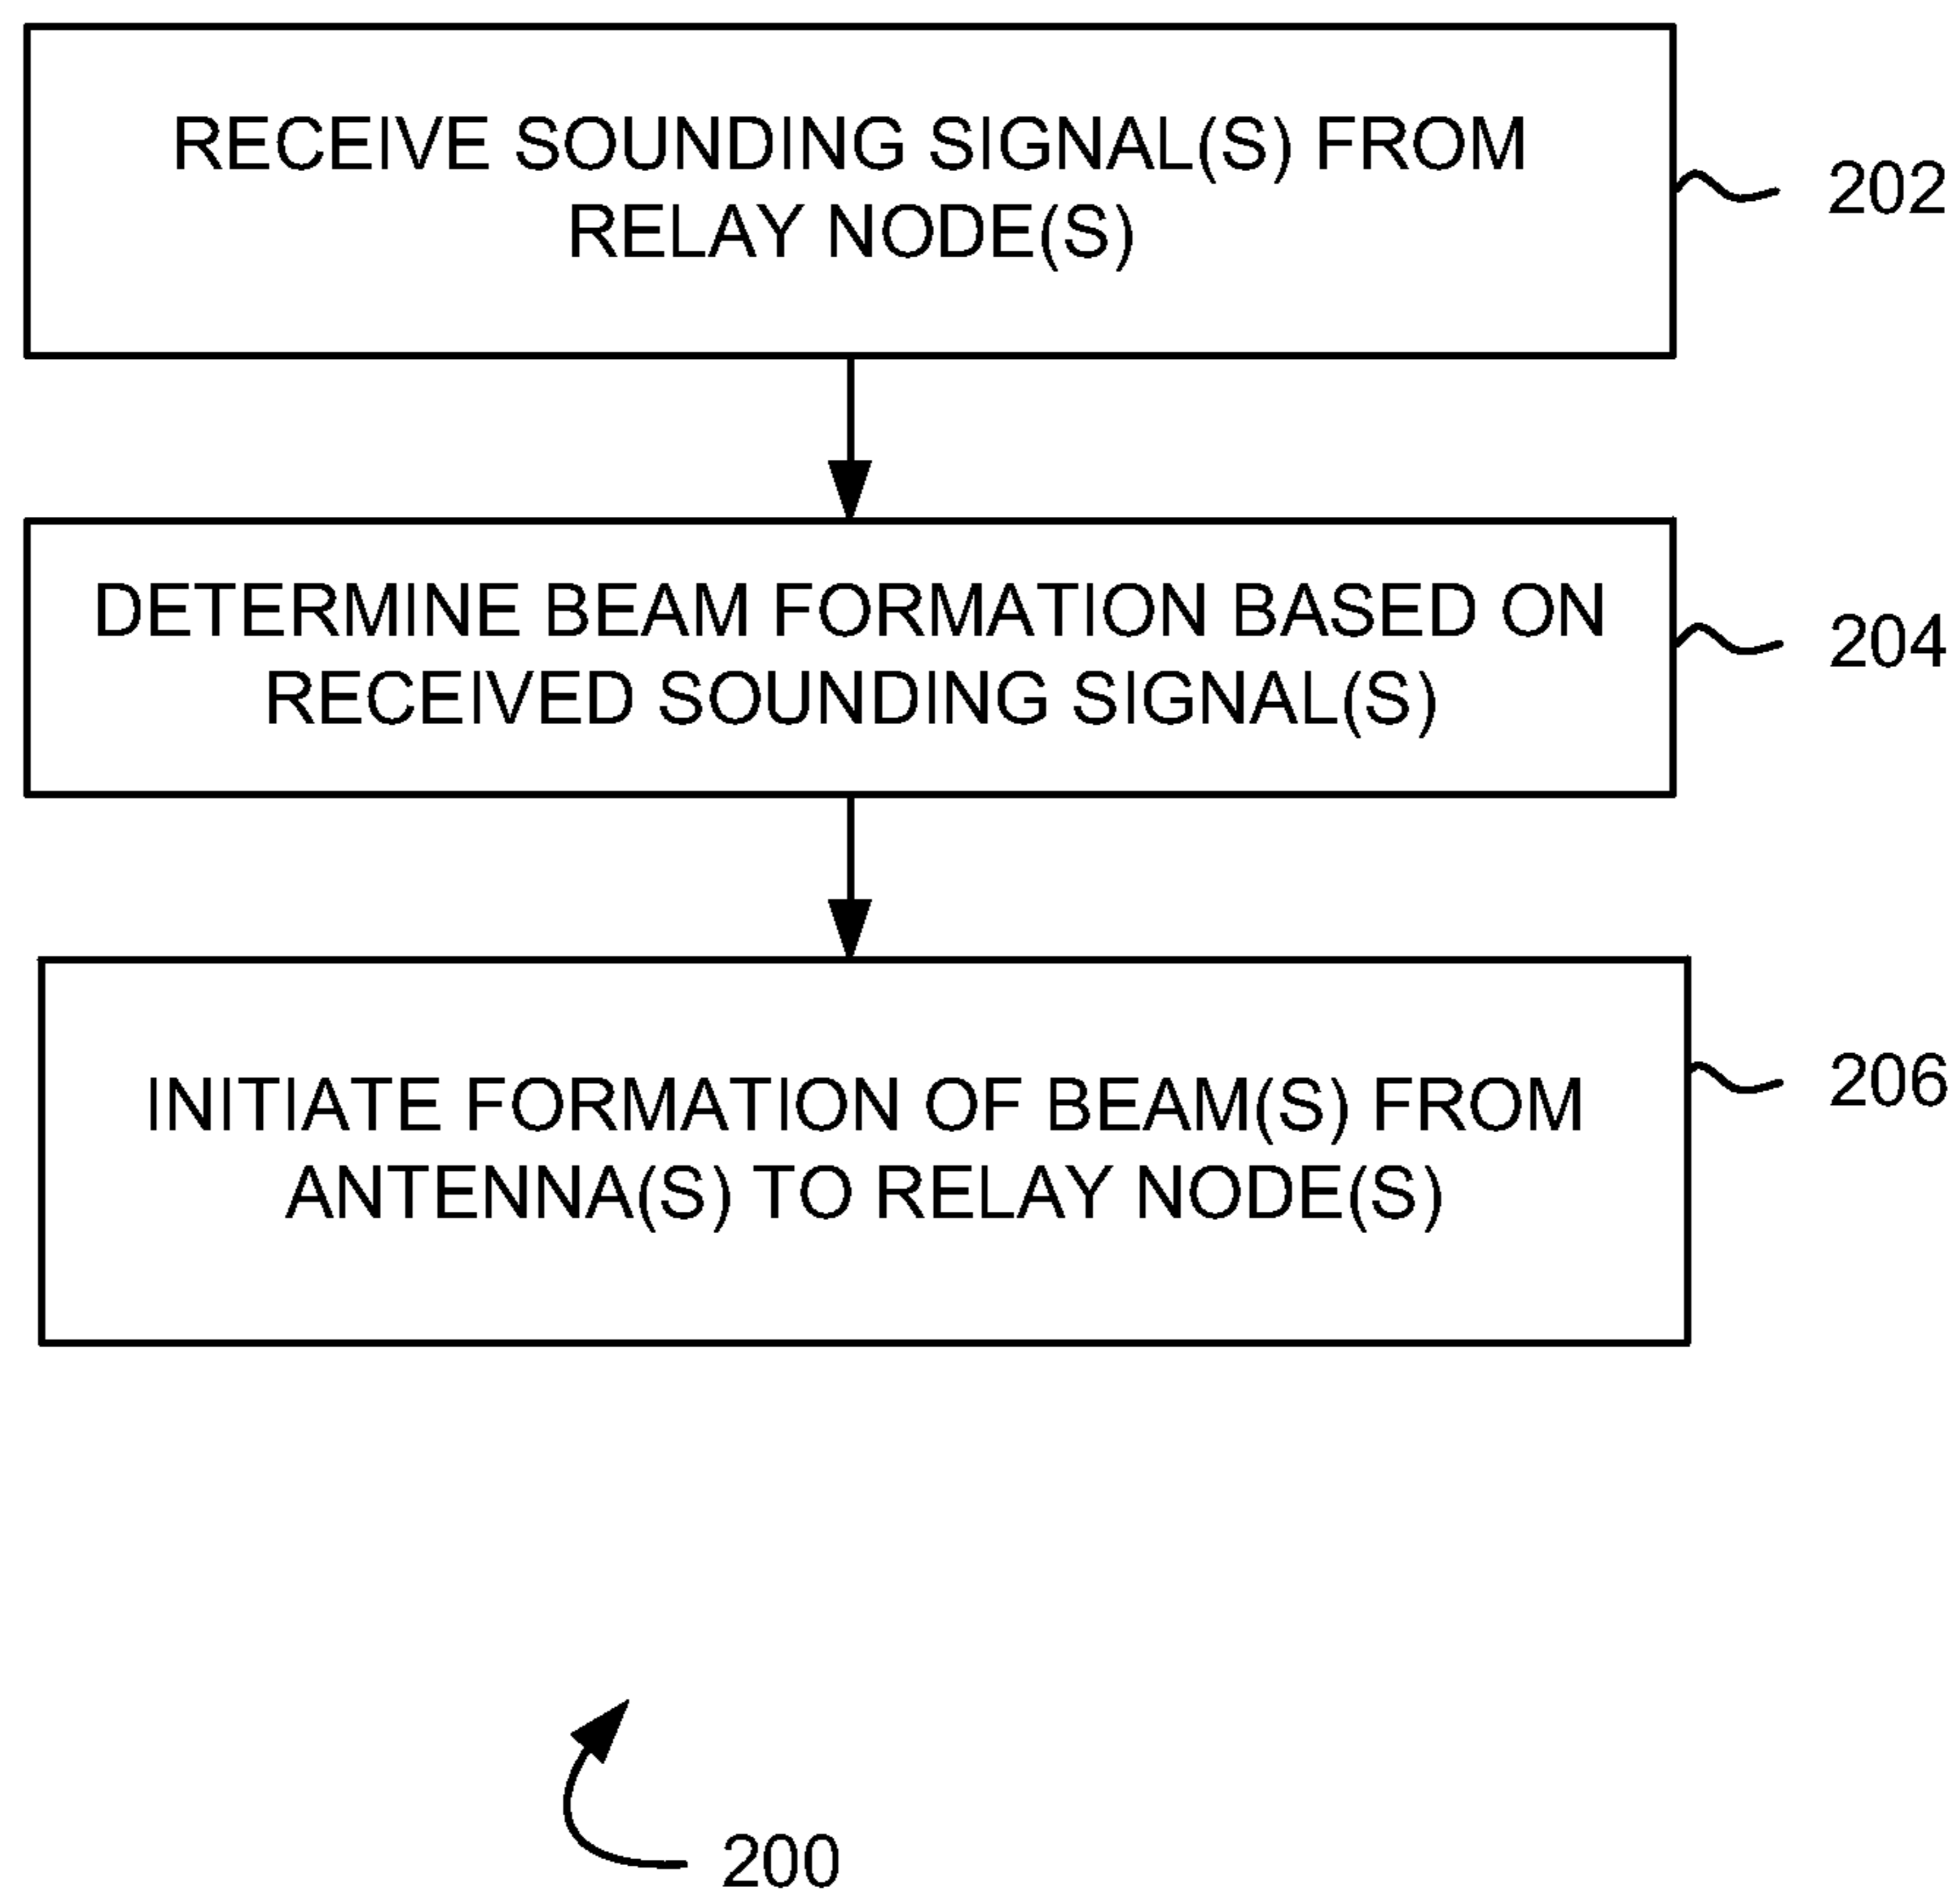 RECEIVE SOUNDING SIGNAL(S) FROM
RELAY NODE(S)
202
DETERMINE BEAM FORMATION BASED ON
RECEIVED SOUNDING SIGNAL(S)
204
INITIATE FORMATION OF BEAM(S) FROM
ANTENNA(S) TO RELAY NODE(S)
206
200